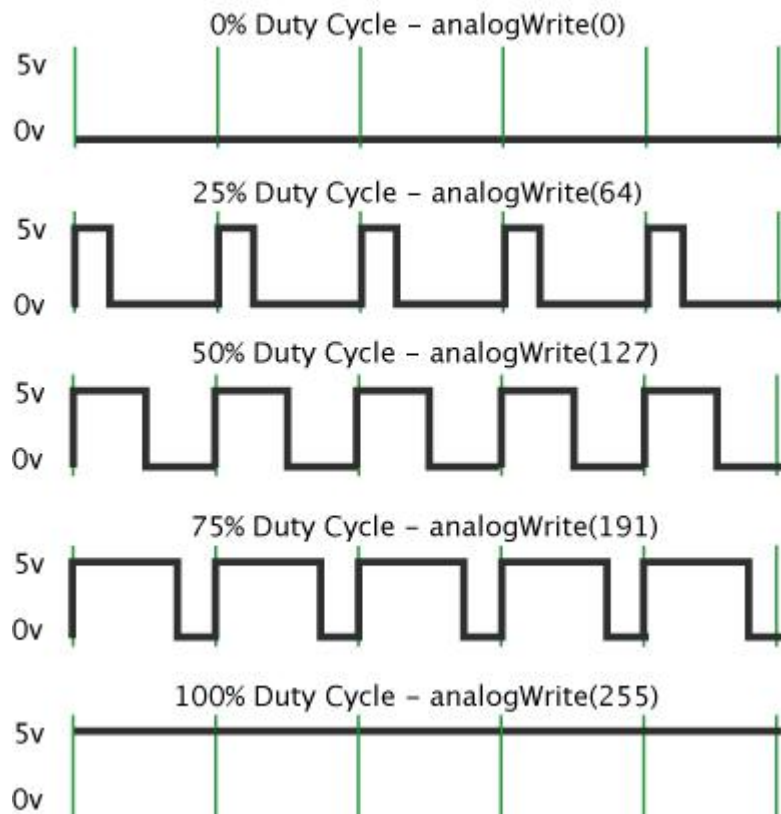 0% Duty Cycle – analogWrite(0)
5v
0v
25% Duty Cycle – analogWrite(64)
5v
0v
50% Duty Cycle – analogWrite(127)
5v
0v
75% Duty Cycle – analogWrite(191)
5v
0v
100% Duty Cycle – analogWrite(255)
5v
0v